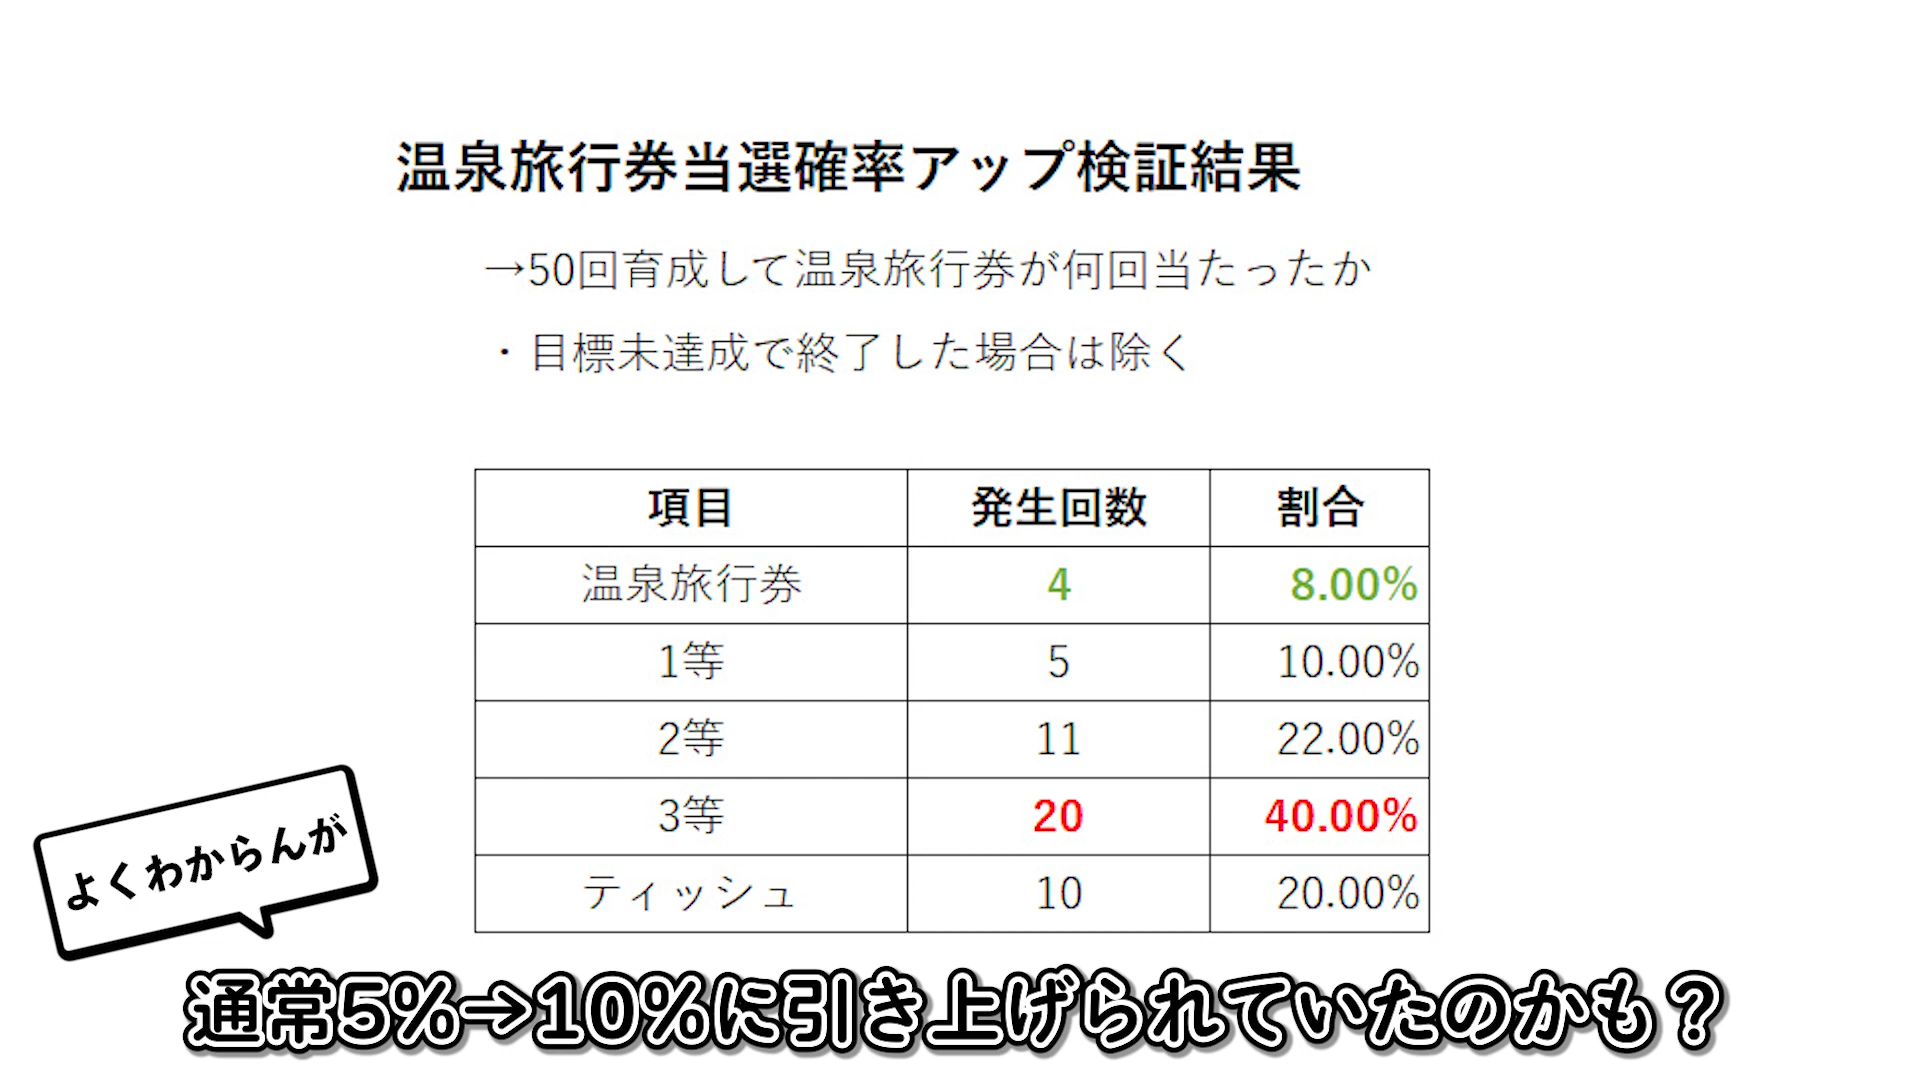 温泉旅行券当選確率アップ検証結果
→50回育成して温泉旅行券が何回当たったか
・目標未達成で終了した場合は除く
項目 発生回数 割合
温泉旅行券 4 8.00%
1等 5 10.00%
2等 11 22.00%
3等 20 40.00%
ティッシュ 10 20.00%
よくわからんが
通常5%→10%に引き上げられていたのかも？